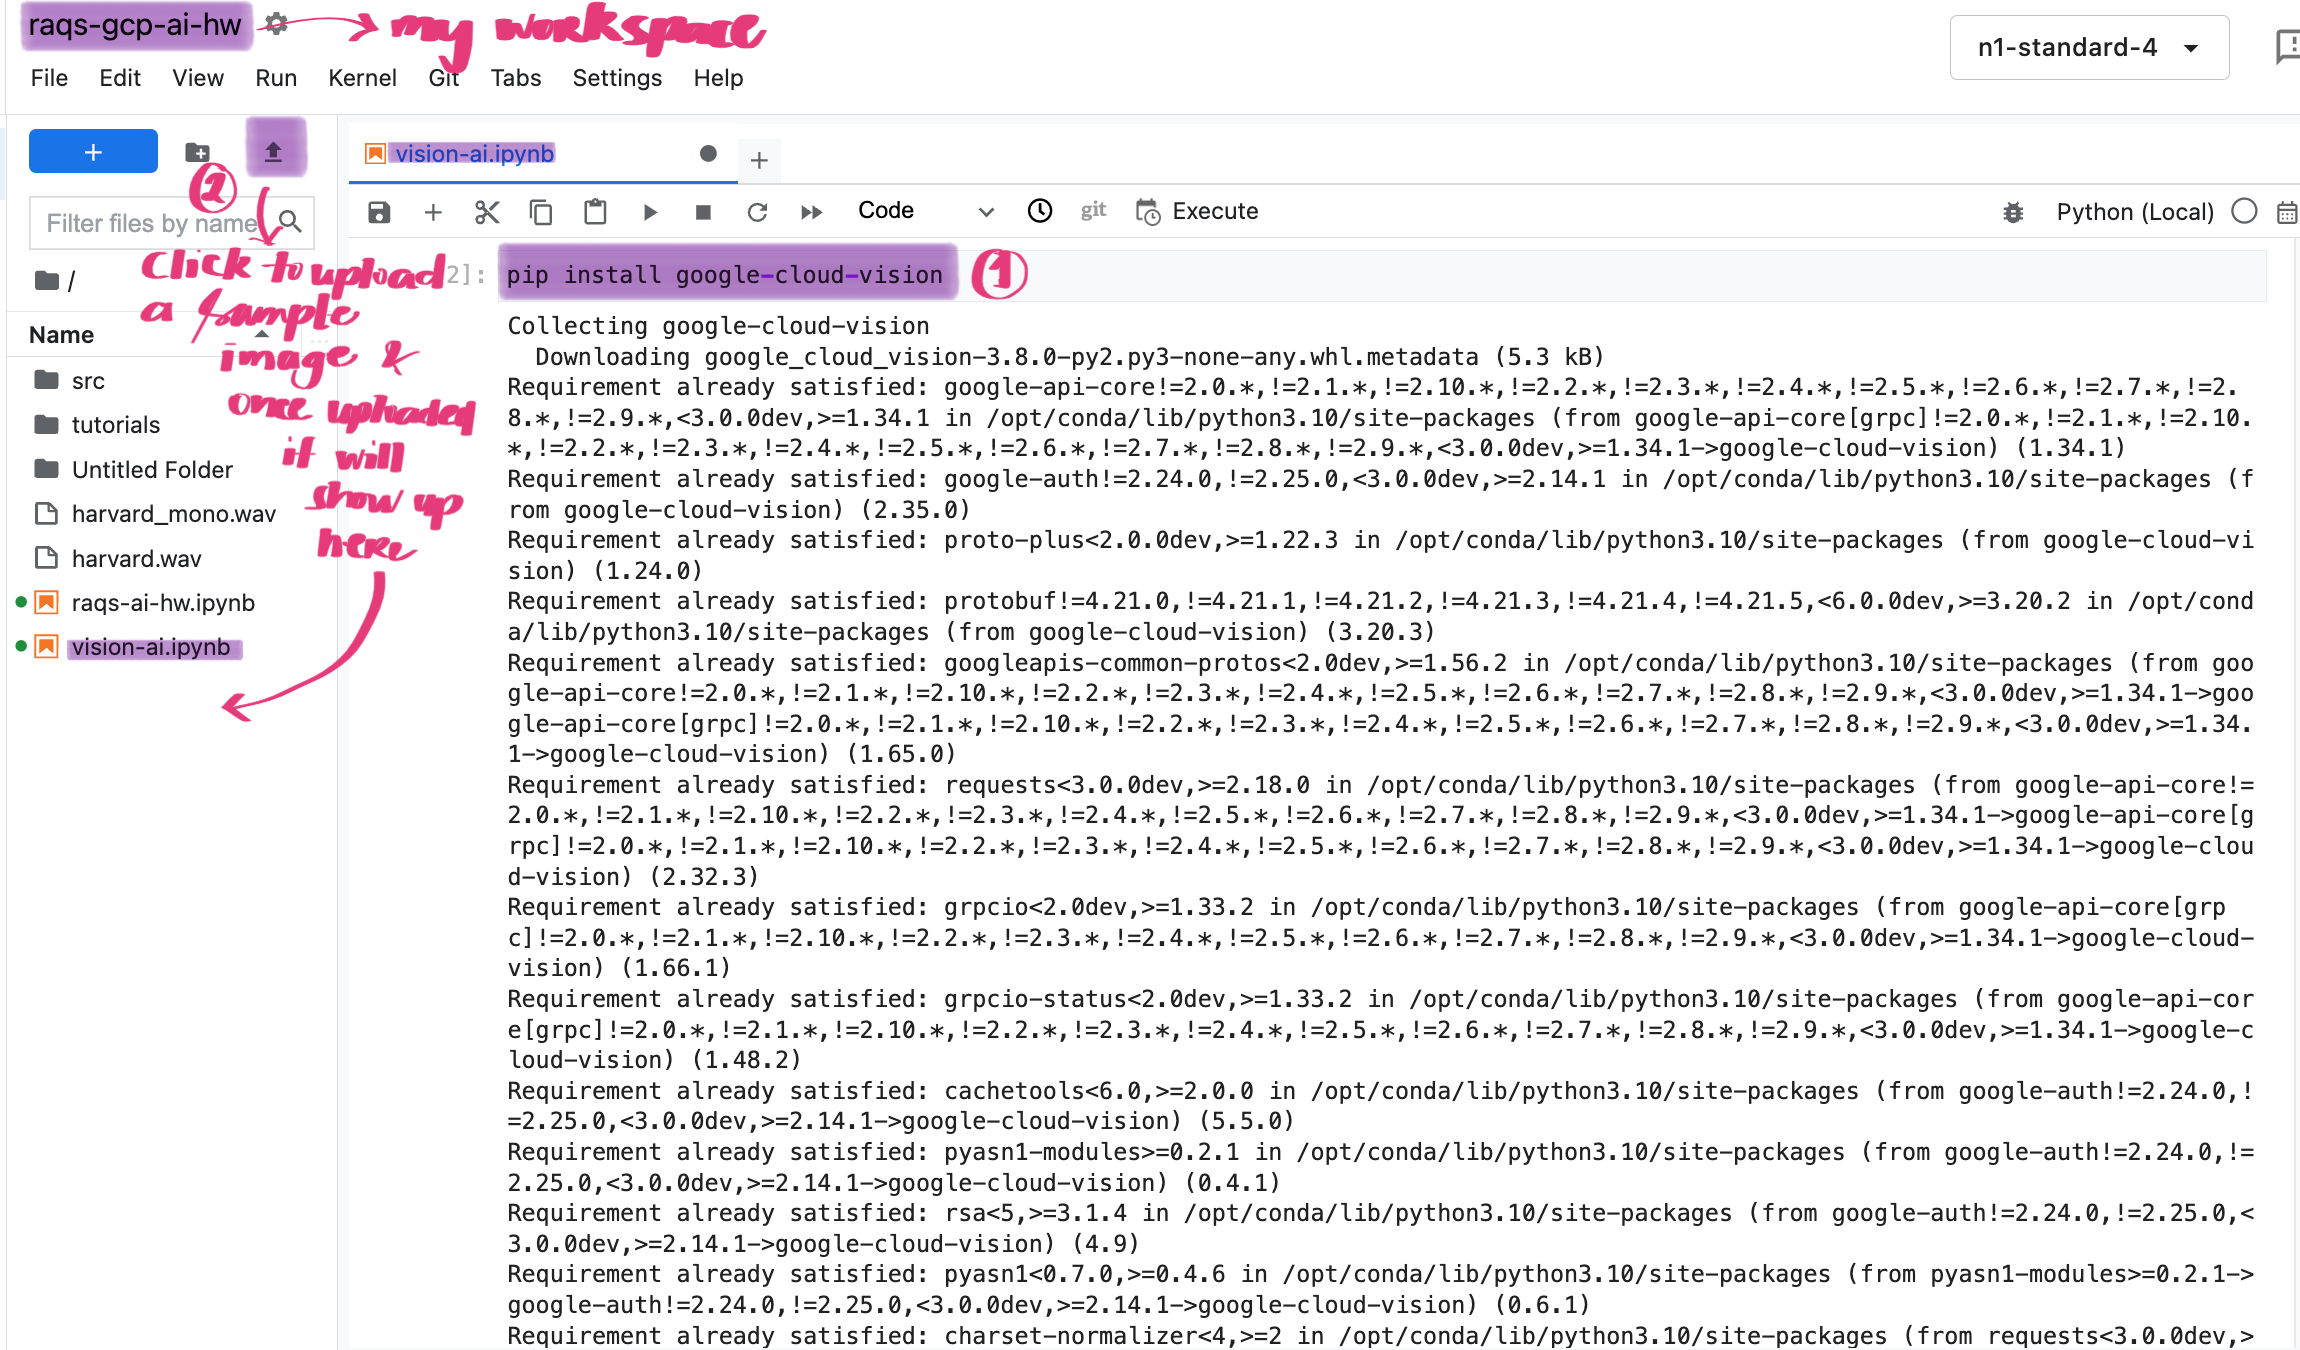 raqs-gcp-ai-hw
my workspace
n1-standard-4
File Edit View Run Kernel Git Tabs Settings Help
+
vision-ai.ipynb
+
2
Filter files by name
Code
git
Execute
Python (Local)
click to upload
a sample
image &
once uploaded
it will
show up
here
/
Name
src
tutorials
Untitled Folder
harvard_mono.wav
harvard.wav
raqs-ai-hw.ipynb
vision-ai.ipynb
2]:
pip install google-cloud-vision
1
Collecting google-cloud-vision
Downloading google_cloud_vision-3.8.0-py2.py3-none-any.whl.metadata (5.3 kB)
Requirement already satisfied: google-api-core!=2.0.*,!=2.1.*,!=2.10.*,!=2.2.*,!=2.3.*,!=2.4.*,!=2.5.*,!=2.6.*,!=2.7.*,!=2.
8.*,!=2.9.*,<3.0.0dev,>=1.34.1 in /opt/conda/lib/python3.10/site-packages (from google-api-core[grpc]!=2.0.*,!=2.1.*,!=2.10.
*,!=2.2.*,!=2.3.*,!=2.4.*,!=2.5.*,!=2.6.*,!=2.7.*,!=2.8.*,!=2.9.*,<3.0.0dev,>=1.34.1->google-cloud-vision) (1.34.1)
Requirement already satisfied: google-auth!=2.24.0,!=2.25.0,<3.0.0dev,>=2.14.1 in /opt/conda/lib/python3.10/site-packages (f
rom google-cloud-vision) (2.35.0)
Requirement already satisfied: proto-plus<2.0.0dev,>=1.22.3 in /opt/conda/lib/python3.10/site-packages (from google-cloud-vi
sion) (1.24.0)
Requirement already satisfied: protobuf!=4.21.0,!=4.21.1,!=4.21.2,!=4.21.3,!=4.21.4,!=4.21.5,<6.0.0dev,>=3.20.2 in /opt/cond
a/lib/python3.10/site-packages (from google-cloud-vision) (3.20.3)
Requirement already satisfied: googleapis-common-protos<2.0dev,>=1.56.2 in /opt/conda/lib/python3.10/site-packages (from goo
gle-api-core!=2.0.*,!=2.1.*,!=2.10.*,!=2.2.*,!=2.3.*,!=2.4.*,!=2.5.*,!=2.6.*,!=2.7.*,!=2.8.*,!=2.9.*,<3.0.0dev,>=1.34.1->goo
gle-api-core[grpc]!=2.0.*,!=2.1.*,!=2.10.*,!=2.2.*,!=2.3.*,!=2.4.*,!=2.5.*,!=2.6.*,!=2.7.*,!=2.8.*,!=2.9.*,<3.0.0dev,>=1.34.
1->google-cloud-vision) (1.65.0)
Requirement already satisfied: requests<3.0.0dev,>=2.18.0 in /opt/conda/lib/python3.10/site-packages (from google-api-core!=
2.0.*,!=2.1.*,!=2.10.*,!=2.2.*,!=2.3.*,!=2.4.*,!=2.5.*,!=2.6.*,!=2.7.*,!=2.8.*,!=2.9.*,<3.0.0dev,>=1.34.1->google-api-core[g
rpc]!=2.0.*,!=2.1.*,!=2.10.*,!=2.2.*,!=2.3.*,!=2.4.*,!=2.5.*,!=2.6.*,!=2.7.*,!=2.8.*,!=2.9.*,<3.0.0dev,>=1.34.1->google-clou
d-vision) (2.32.3)
Requirement already satisfied: grpcio<2.0dev,>=1.33.2 in /opt/conda/lib/python3.10/site-packages (from google-api-core[grp
c]!=2.0.*,!=2.1.*,!=2.10.*,!=2.2.*,!=2.3.*,!=2.4.*,!=2.5.*,!=2.6.*,!=2.7.*,!=2.8.*,!=2.9.*,<3.0.0dev,>=1.34.1->google-cloud-
vision) (1.66.1)
Requirement already satisfied: grpcio-status<2.0dev,>=1.33.2 in /opt/conda/lib/python3.10/site-packages (from google-api-cor
e[grpc]!=2.0.*,!=2.1.*,!=2.10.*,!=2.2.*,!=2.3.*,!=2.4.*,!=2.5.*,!=2.6.*,!=2.7.*,!=2.8.*,!=2.9.*,<3.0.0dev,>=1.34.1->google-c
loud-vision) (1.48.2)
Requirement already satisfied: cachetools<6.0,>=2.0.0 in /opt/conda/lib/python3.10/site-packages (from google-auth!=2.24.0,!
=2.25.0,<3.0.0dev,>=2.14.1->google-cloud-vision) (5.5.0)
Requirement already satisfied: pyasn1-modules>=0.2.1 in /opt/conda/lib/python3.10/site-packages (from google-auth!=2.24.0,!=
2.25.0,<3.0.0dev,>=2.14.1->google-cloud-vision) (0.4.1)
Requirement already satisfied: rsa<5,>=3.1.4 in /opt/conda/lib/python3.10/site-packages (from google-auth!=2.24.0,!=2.25.0,<
3.0.0dev,>=2.14.1->google-cloud-vision) (4.9)
Requirement already satisfied: pyasn1<0.7.0,>=0.4.6 in /opt/conda/lib/python3.10/site-packages (from pyasn1-modules>=0.2.1->
google-auth!=2.24.0,!=2.25.0,<3.0.0dev,>=2.14.1->google-cloud-vision) (0.6.1)
Requirement already satisfied: charset-normalizer<4,>=2 in /opt/conda/lib/python3.10/site-packages (from requests<3.0.0dev,>